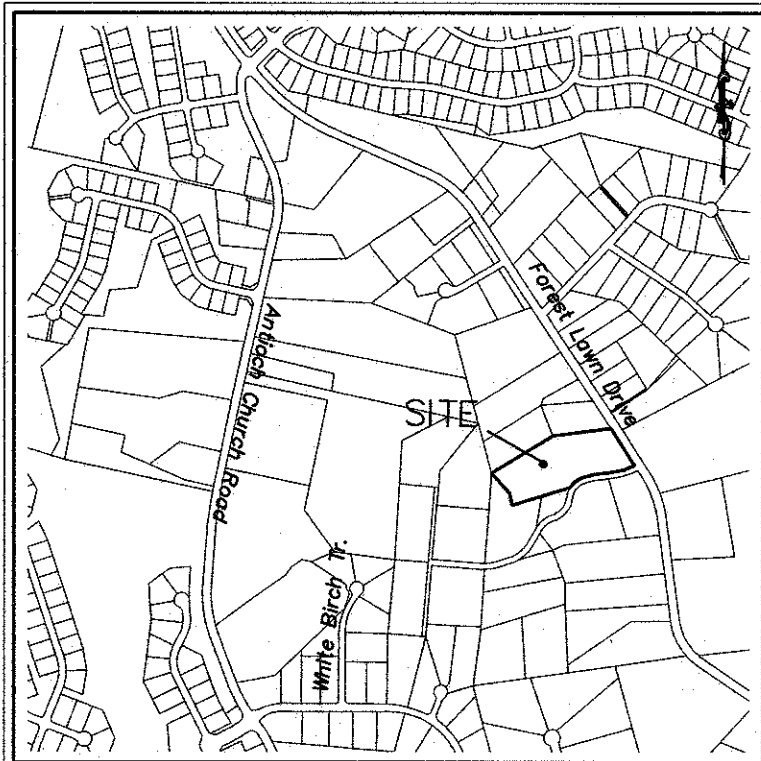 Forest Lawn Drive
Antioch Church Road
SITE
White Birch Tr.